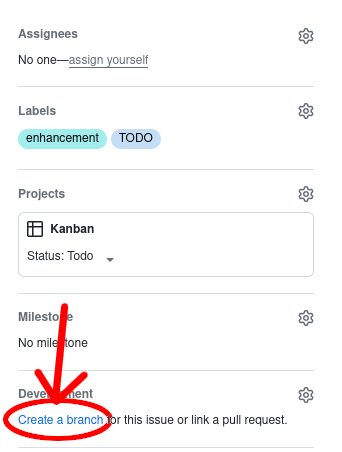 Assignees
No one—assign yourself
Labels
enhancement TODO
Projects
Kanban
Status: Todo
Milestone
No milestone
Development
Create a branch for this issue or link a pull request.